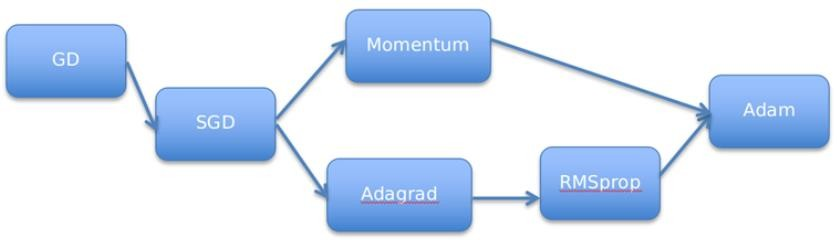 GD
SGD
Momentum
Adagrad
RMSprop
Adam